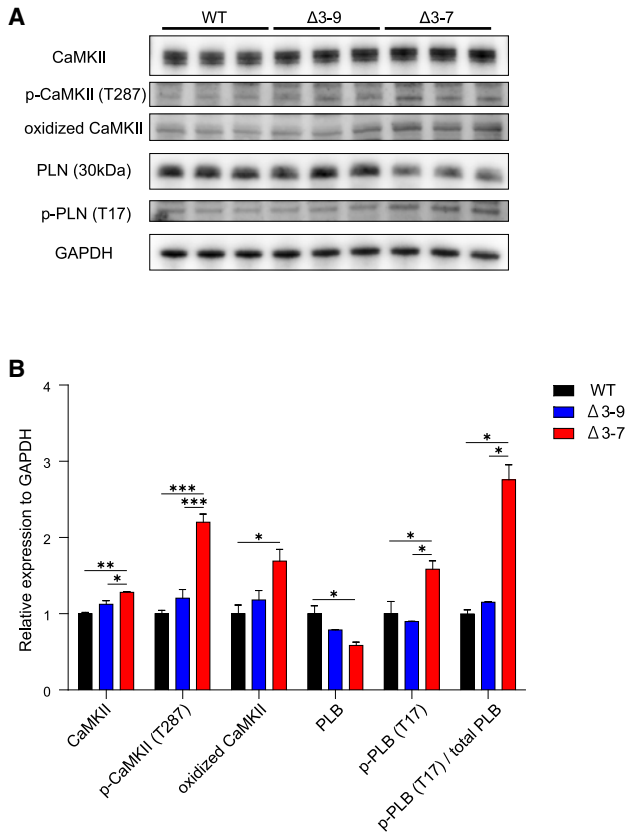 A
WT Δ3-9 Δ3-7
CaMKII
p-CaMKII (T287)
oxidized CaMKII
PLN (30kDa)
p-PLN (T17)
GAPDH
B
Relative expression to GAPDH
4
3
2
1
0
** *
*** ***
*
*
* *
* *
WT
Δ3-9
Δ3-7
CaMKII
p-CaMKII (T287)
oxidized CaMKII
PLB
p-PLB (T17)
p-PLB (T17) / total PLB